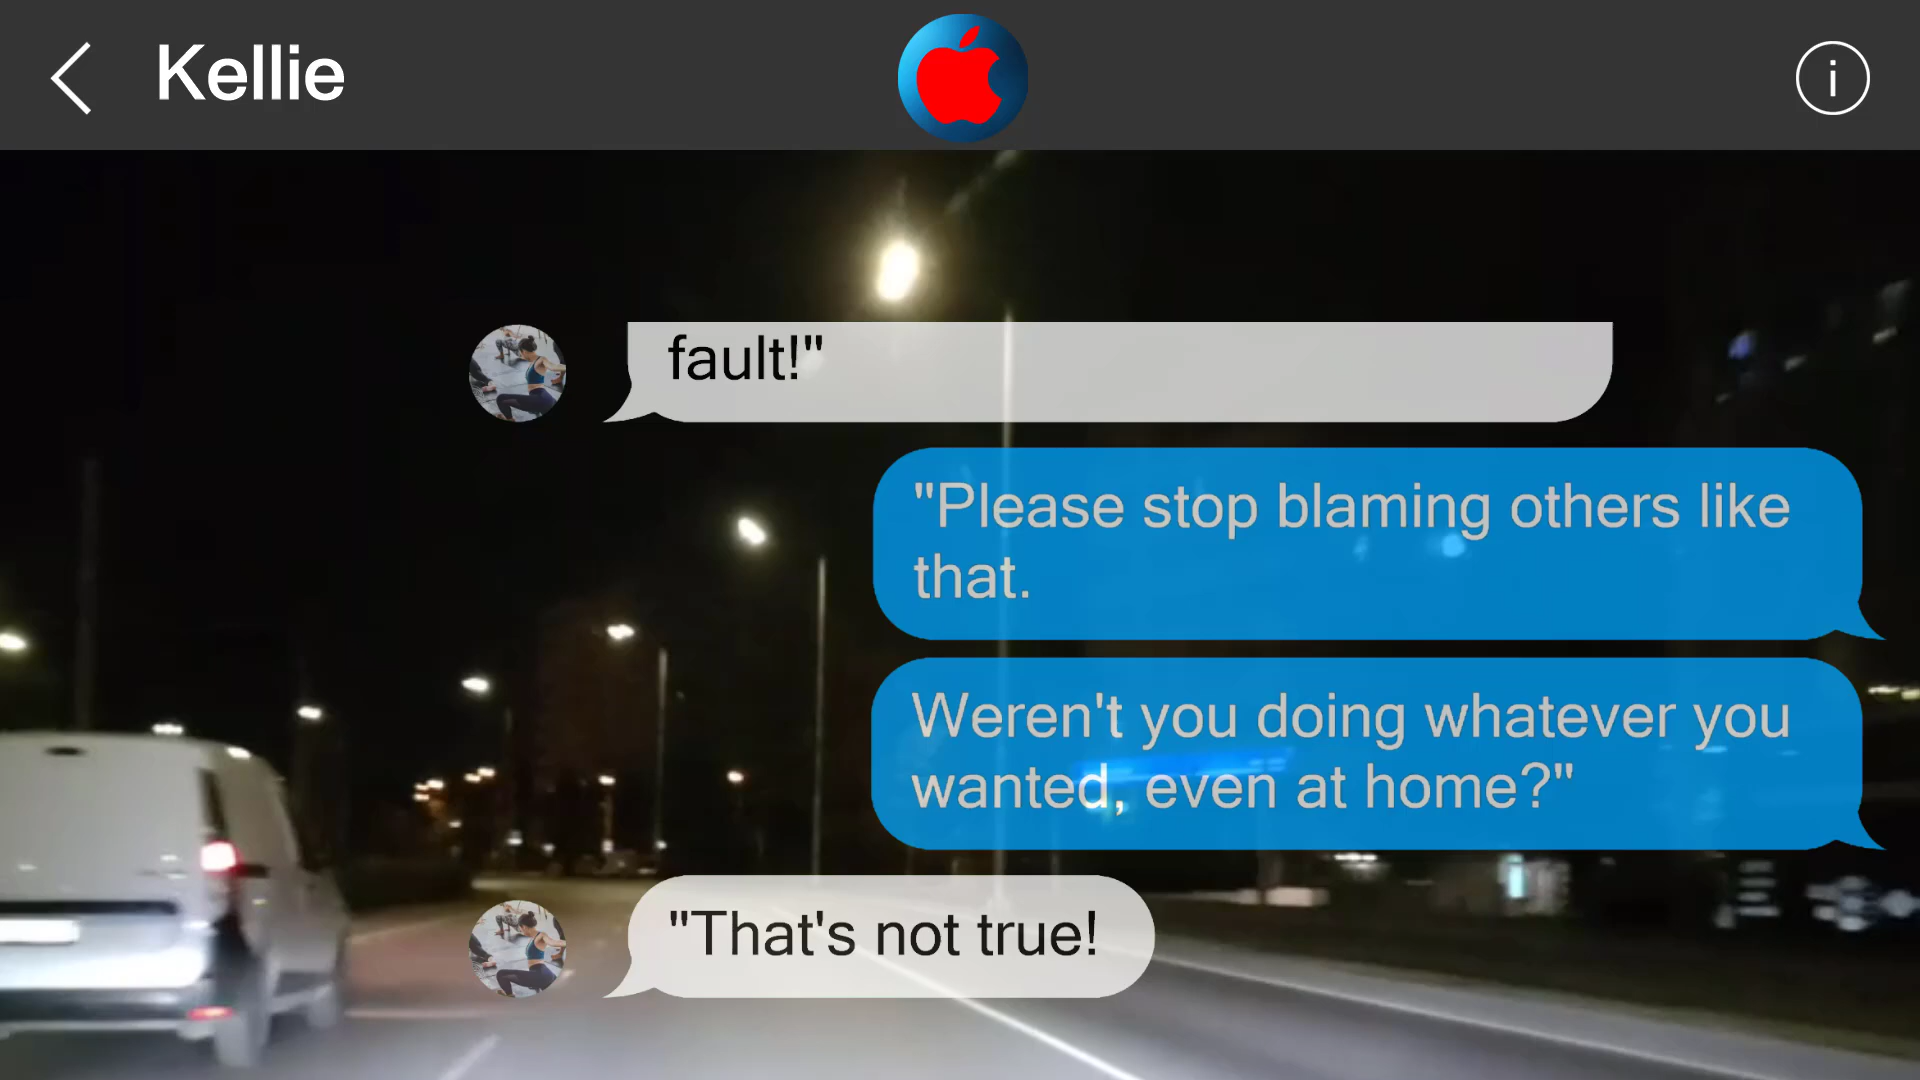 Kellie
i
fault!"
"Please stop blaming others like
that.
Weren't you doing whatever you
wanted, even at home?"
"That's not true!